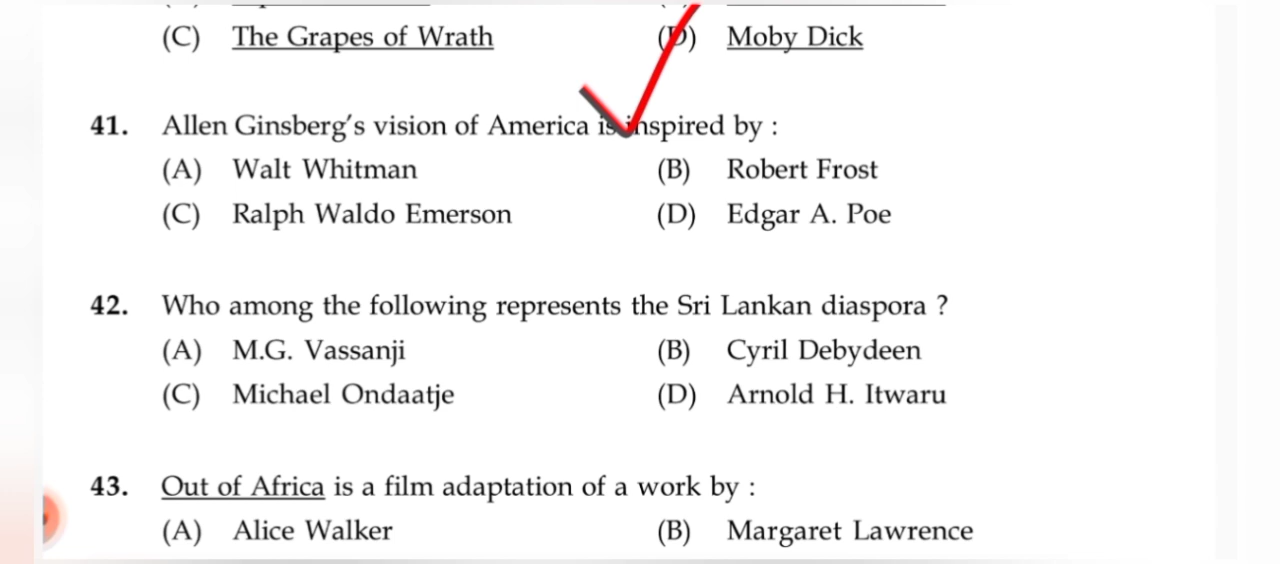 (C) The Grapes of Wrath (D) Moby Dick
41. Allen Ginsberg's vision of America is inspired by :
(A) Walt Whitman (B) Robert Frost
(C) Ralph Waldo Emerson (D) Edgar A. Poe
42. Who among the following represents the Sri Lankan diaspora ?
(A) M.G. Vassanji (B) Cyril Debydeen
(C) Michael Ondaatje (D) Arnold H. Itwaru
43. Out of Africa is a film adaptation of a work by :
(A) Alice Walker (B) Margaret Lawrence